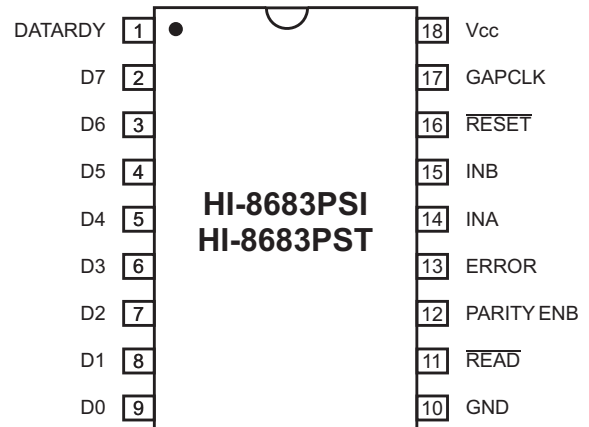 DATARDY 1 18 Vcc
D7 2 17 GAPCLK
D6 3 16 RESET
D5 4 15 INB
HI-8683PSI
D4 5 14 INA
HI-8683PST
D3 6 13 ERROR
D2 7 12 PARITY ENB
D1 8 11 READ
D0 9 10 GND